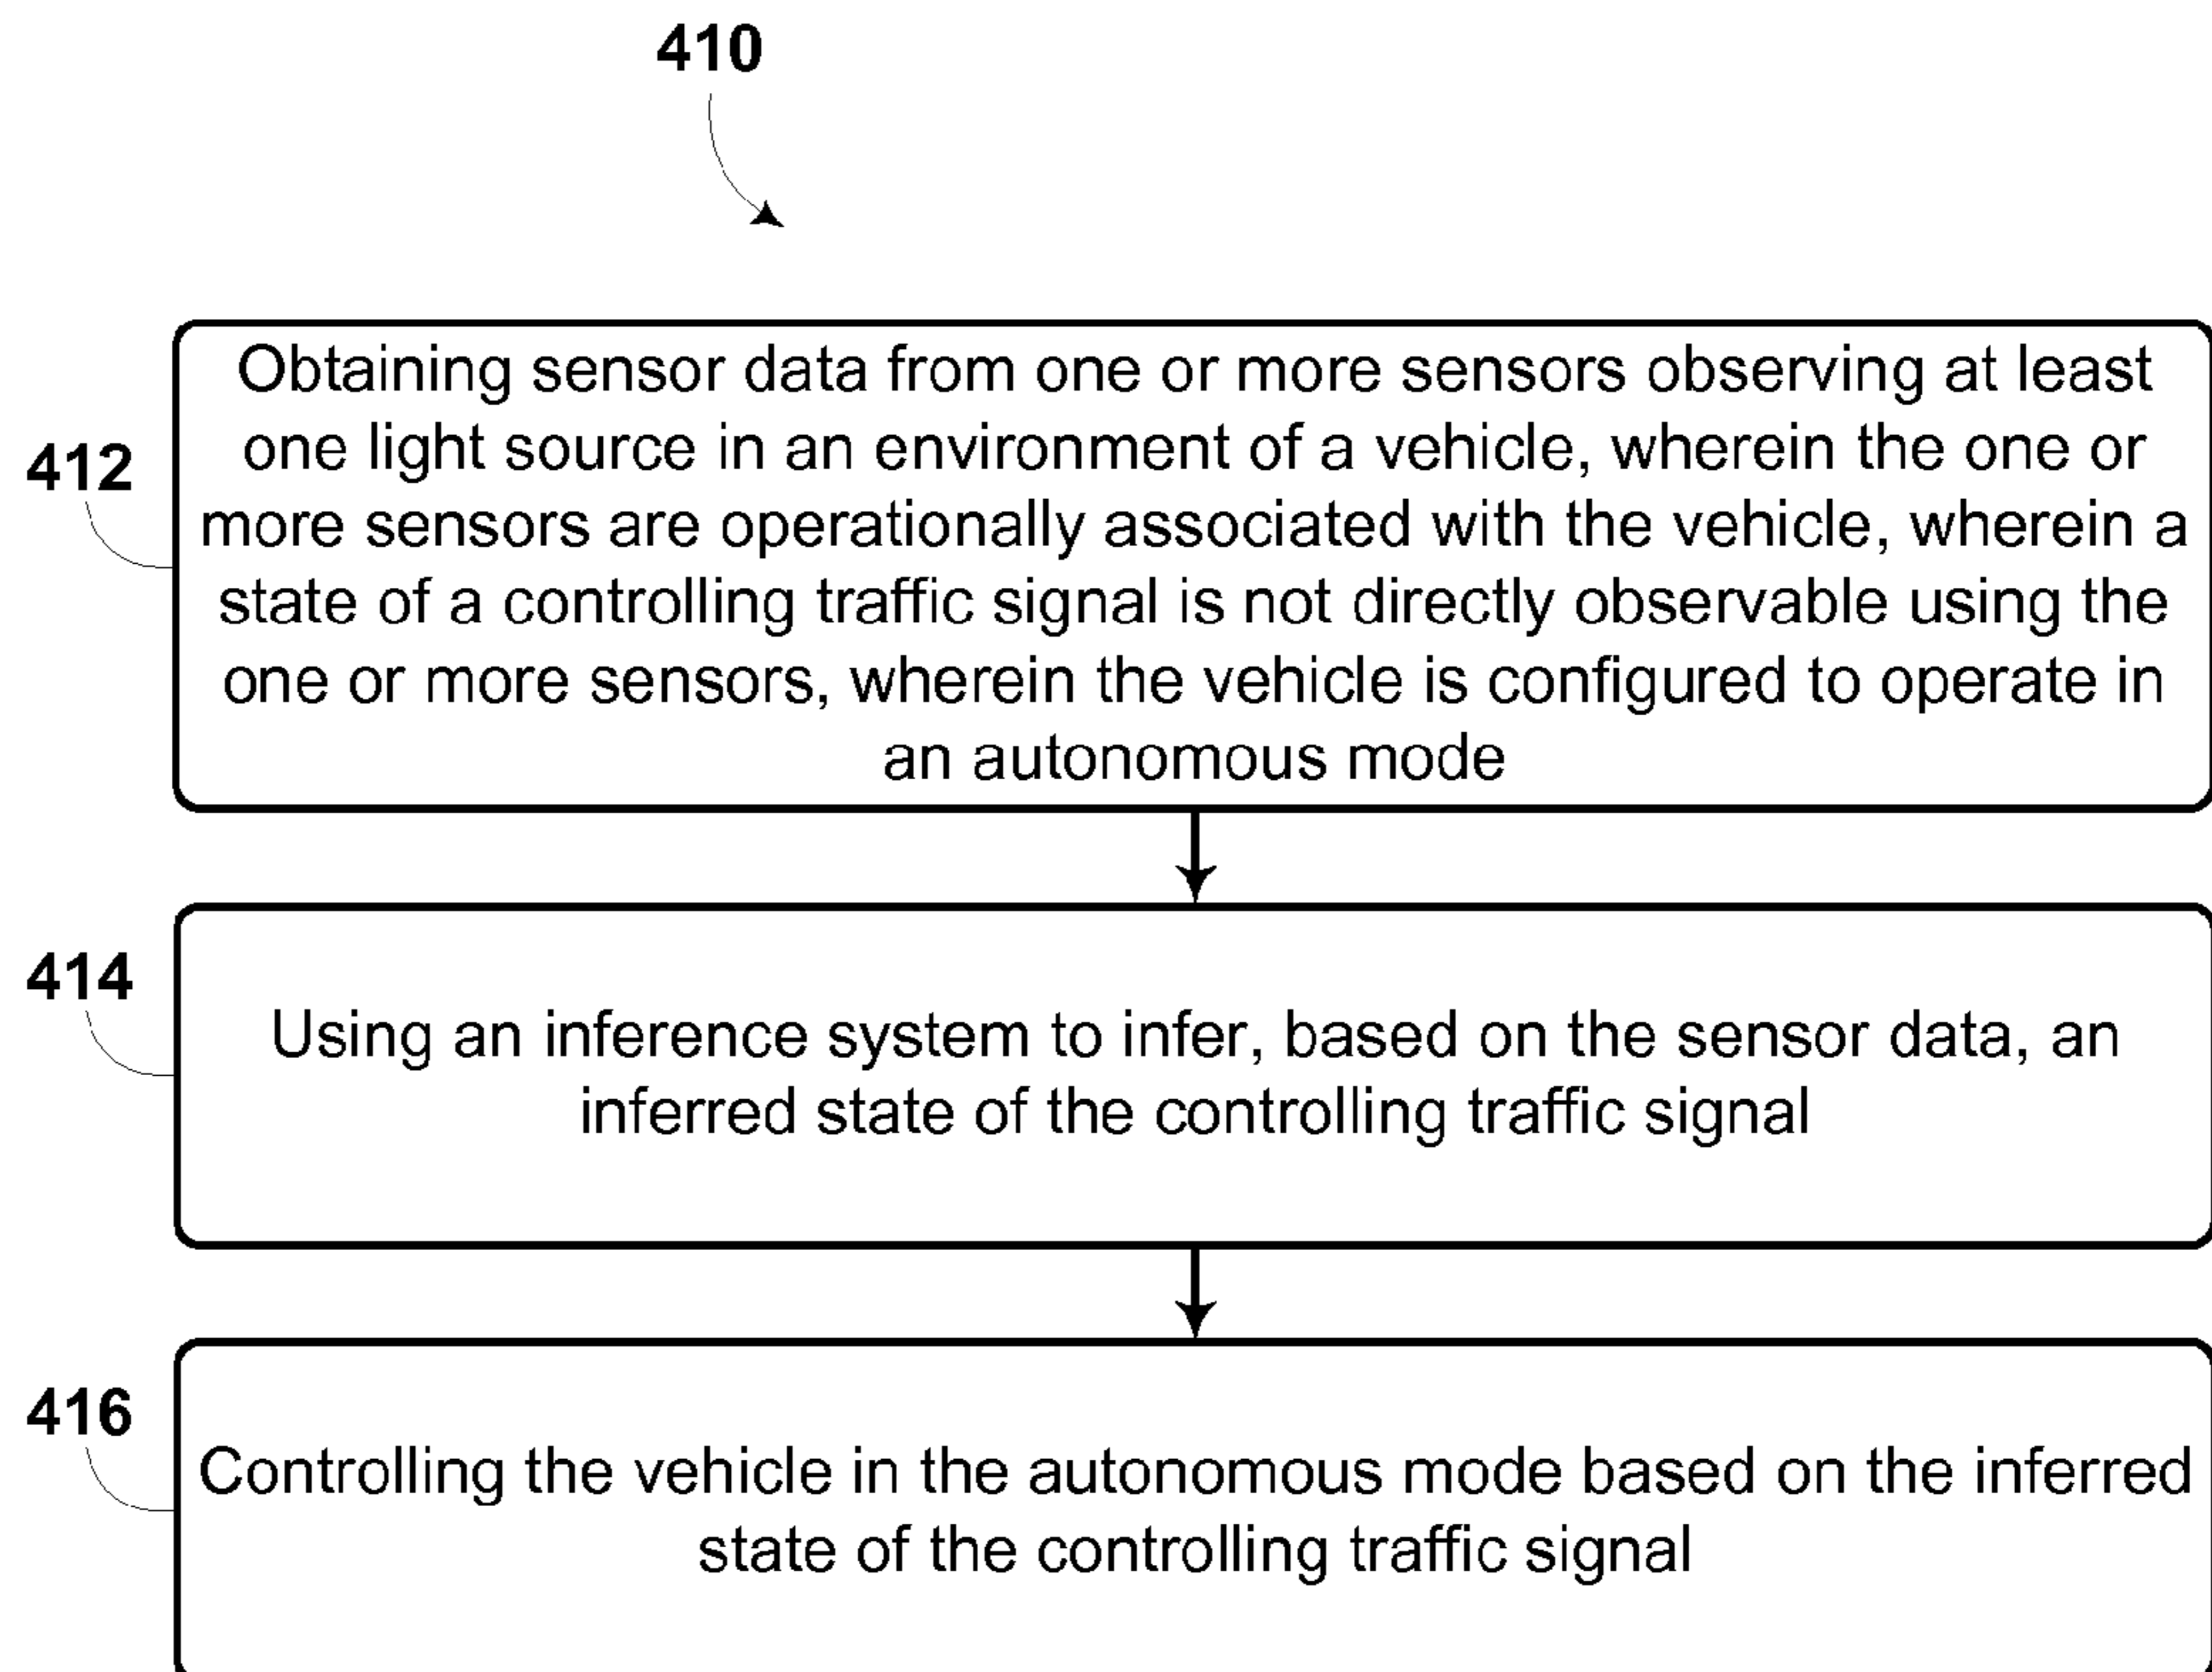 410
412
Obtaining sensor data from one or more sensors observing at least
one light source in an environment of a vehicle, wherein the one or
more sensors are operationally associated with the vehicle, wherein a
state of a controlling traffic signal is not directly observable using the
one or more sensors, wherein the vehicle is configured to operate in
an autonomous mode
414
Using an inference system to infer, based on the sensor data, an
inferred state of the controlling traffic signal
416
Controlling the vehicle in the autonomous mode based on the inferred
state of the controlling traffic signal